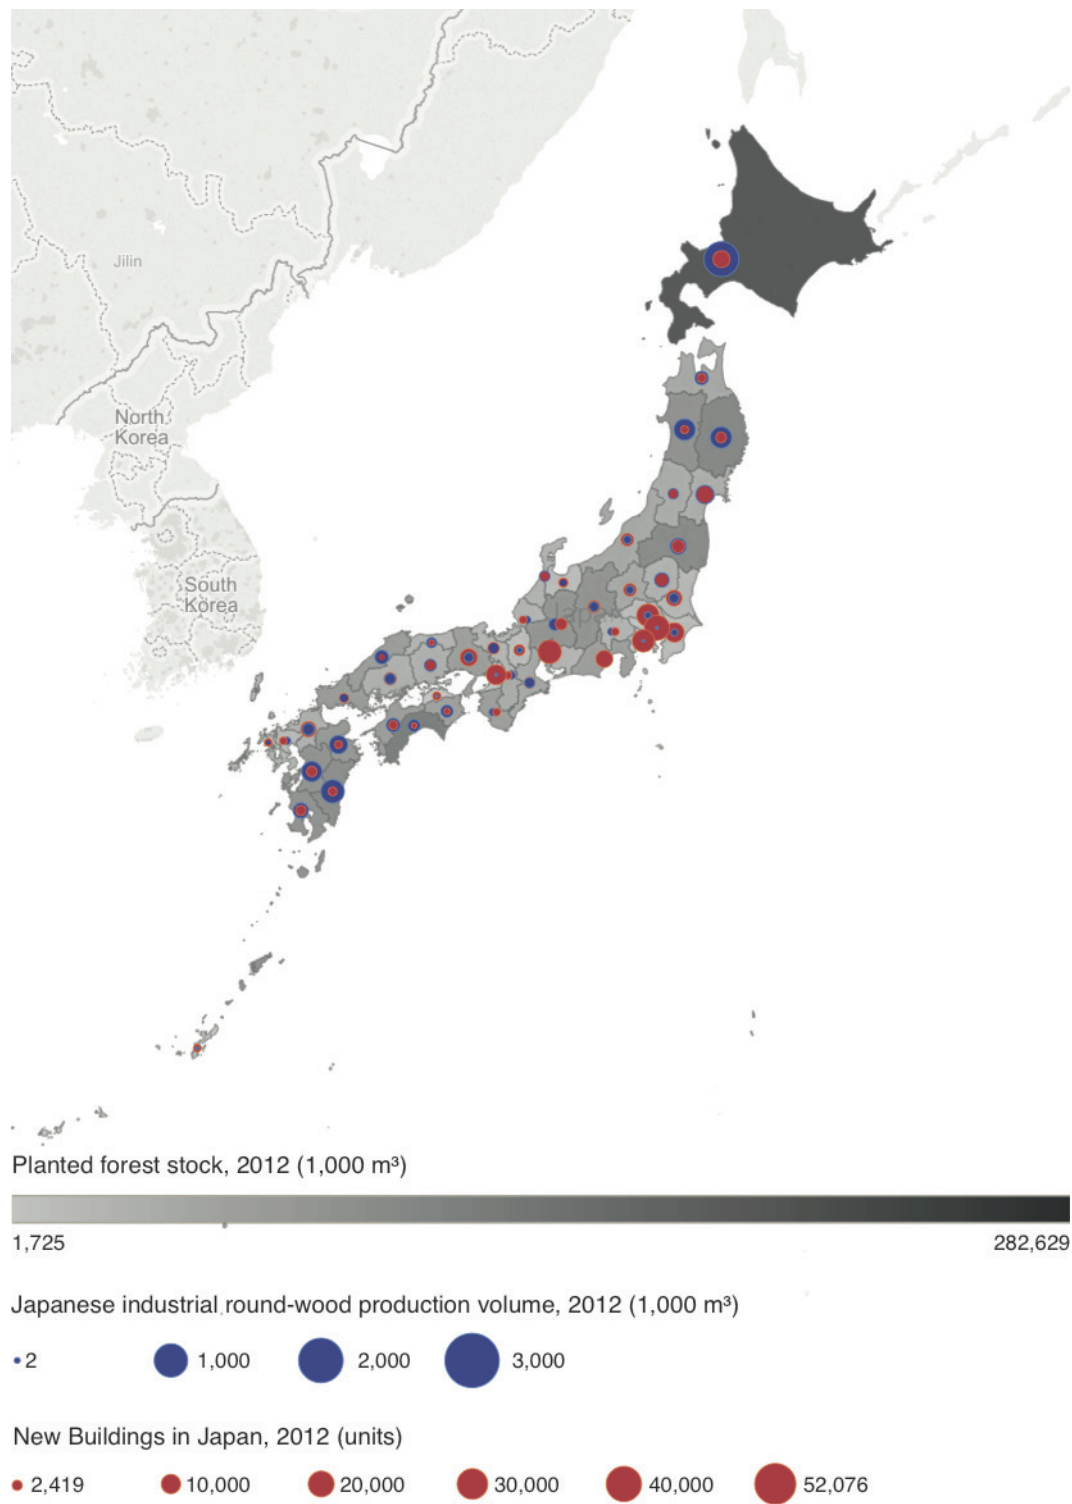 Jilin
North
Korea
South
Korea
Planted forest stock, 2012 (1,000 m³)
1,725
282,629
Japanese industrial round-wood production volume, 2012 (1,000 m³)
2
1,000
2,000
3,000
New Buildings in Japan, 2012 (units)
2,419
10,000
20,000
30,000
40,000
52,076